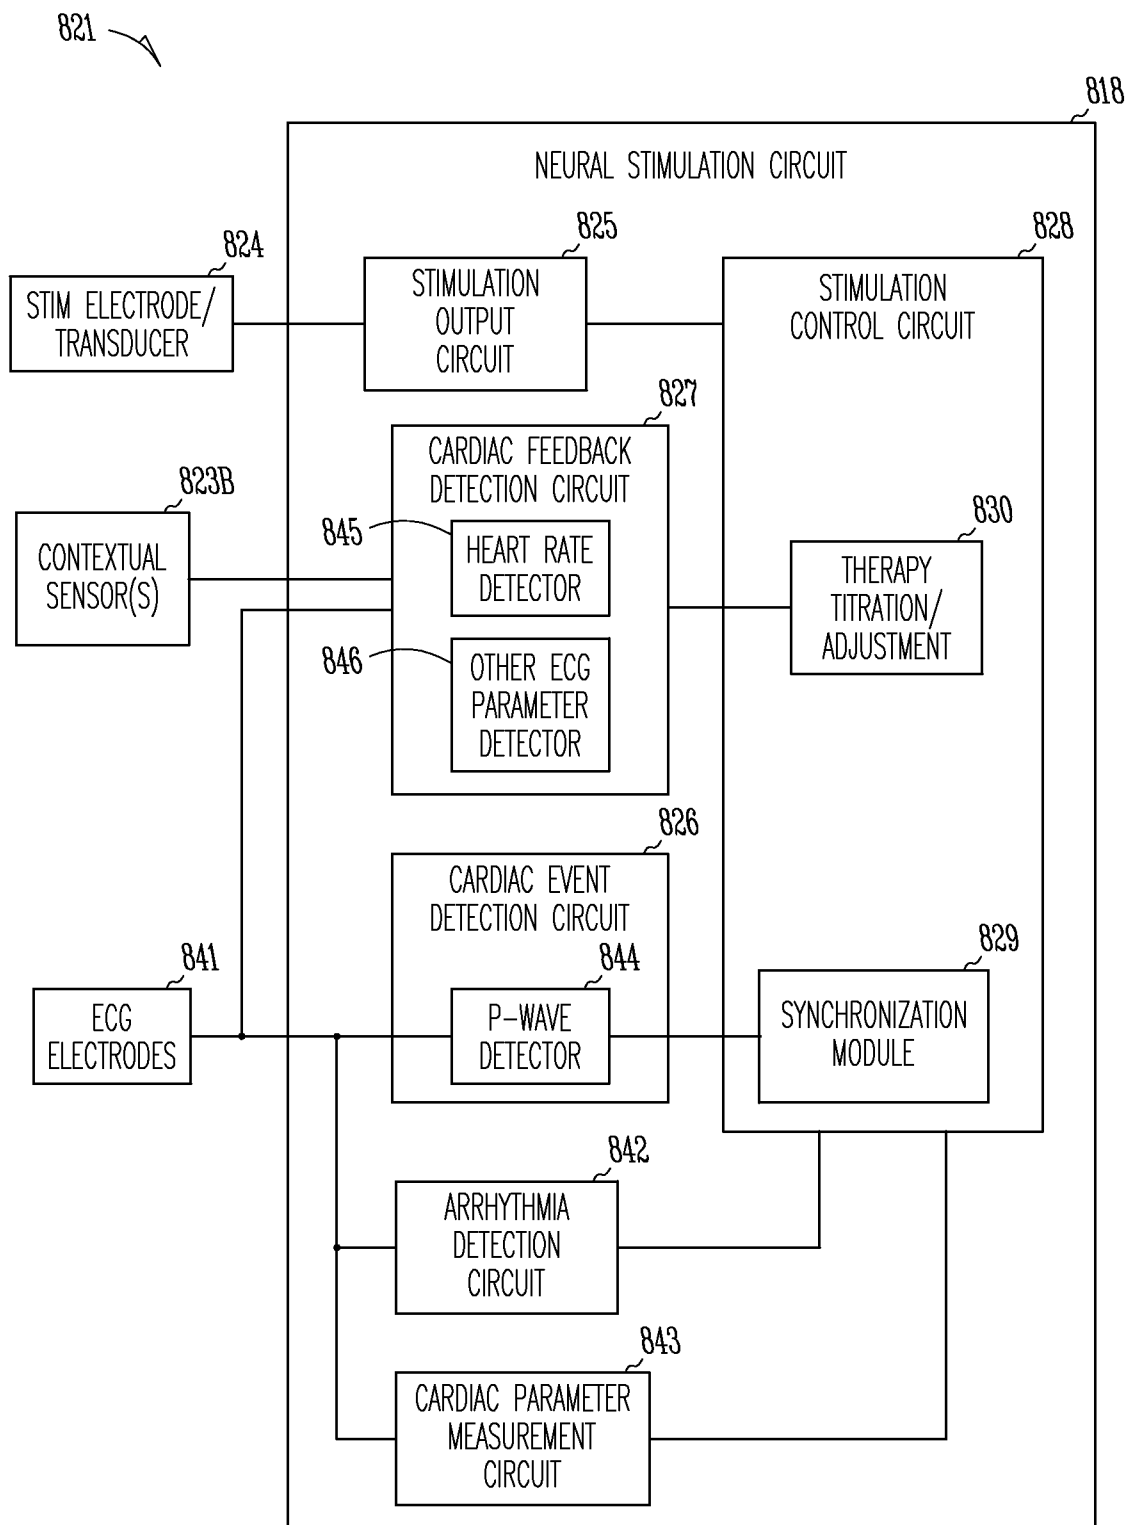 821
818
NEURAL STIMULATION CIRCUIT
824
STIM ELECTRODE/
TRANSDUCER
825
STIMULATION
OUTPUT
CIRCUIT
828
STIMULATION
CONTROL CIRCUIT
827
CARDIAC FEEDBACK
DETECTION CIRCUIT
823B
CONTEXTUAL
SENSOR(S)
845
HEART RATE
DETECTOR
846
OTHER ECG
PARAMETER
DETECTOR
830
THERAPY
TITRATION/
ADJUSTMENT
826
CARDIAC EVENT
DETECTION CIRCUIT
841
ECG
ELECTRODES
844
P-WAVE
DETECTOR
829
SYNCHRONIZATION
MODULE
842
ARRHYTHMIA
DETECTION
CIRCUIT
843
CARDIAC PARAMETER
MEASUREMENT
CIRCUIT